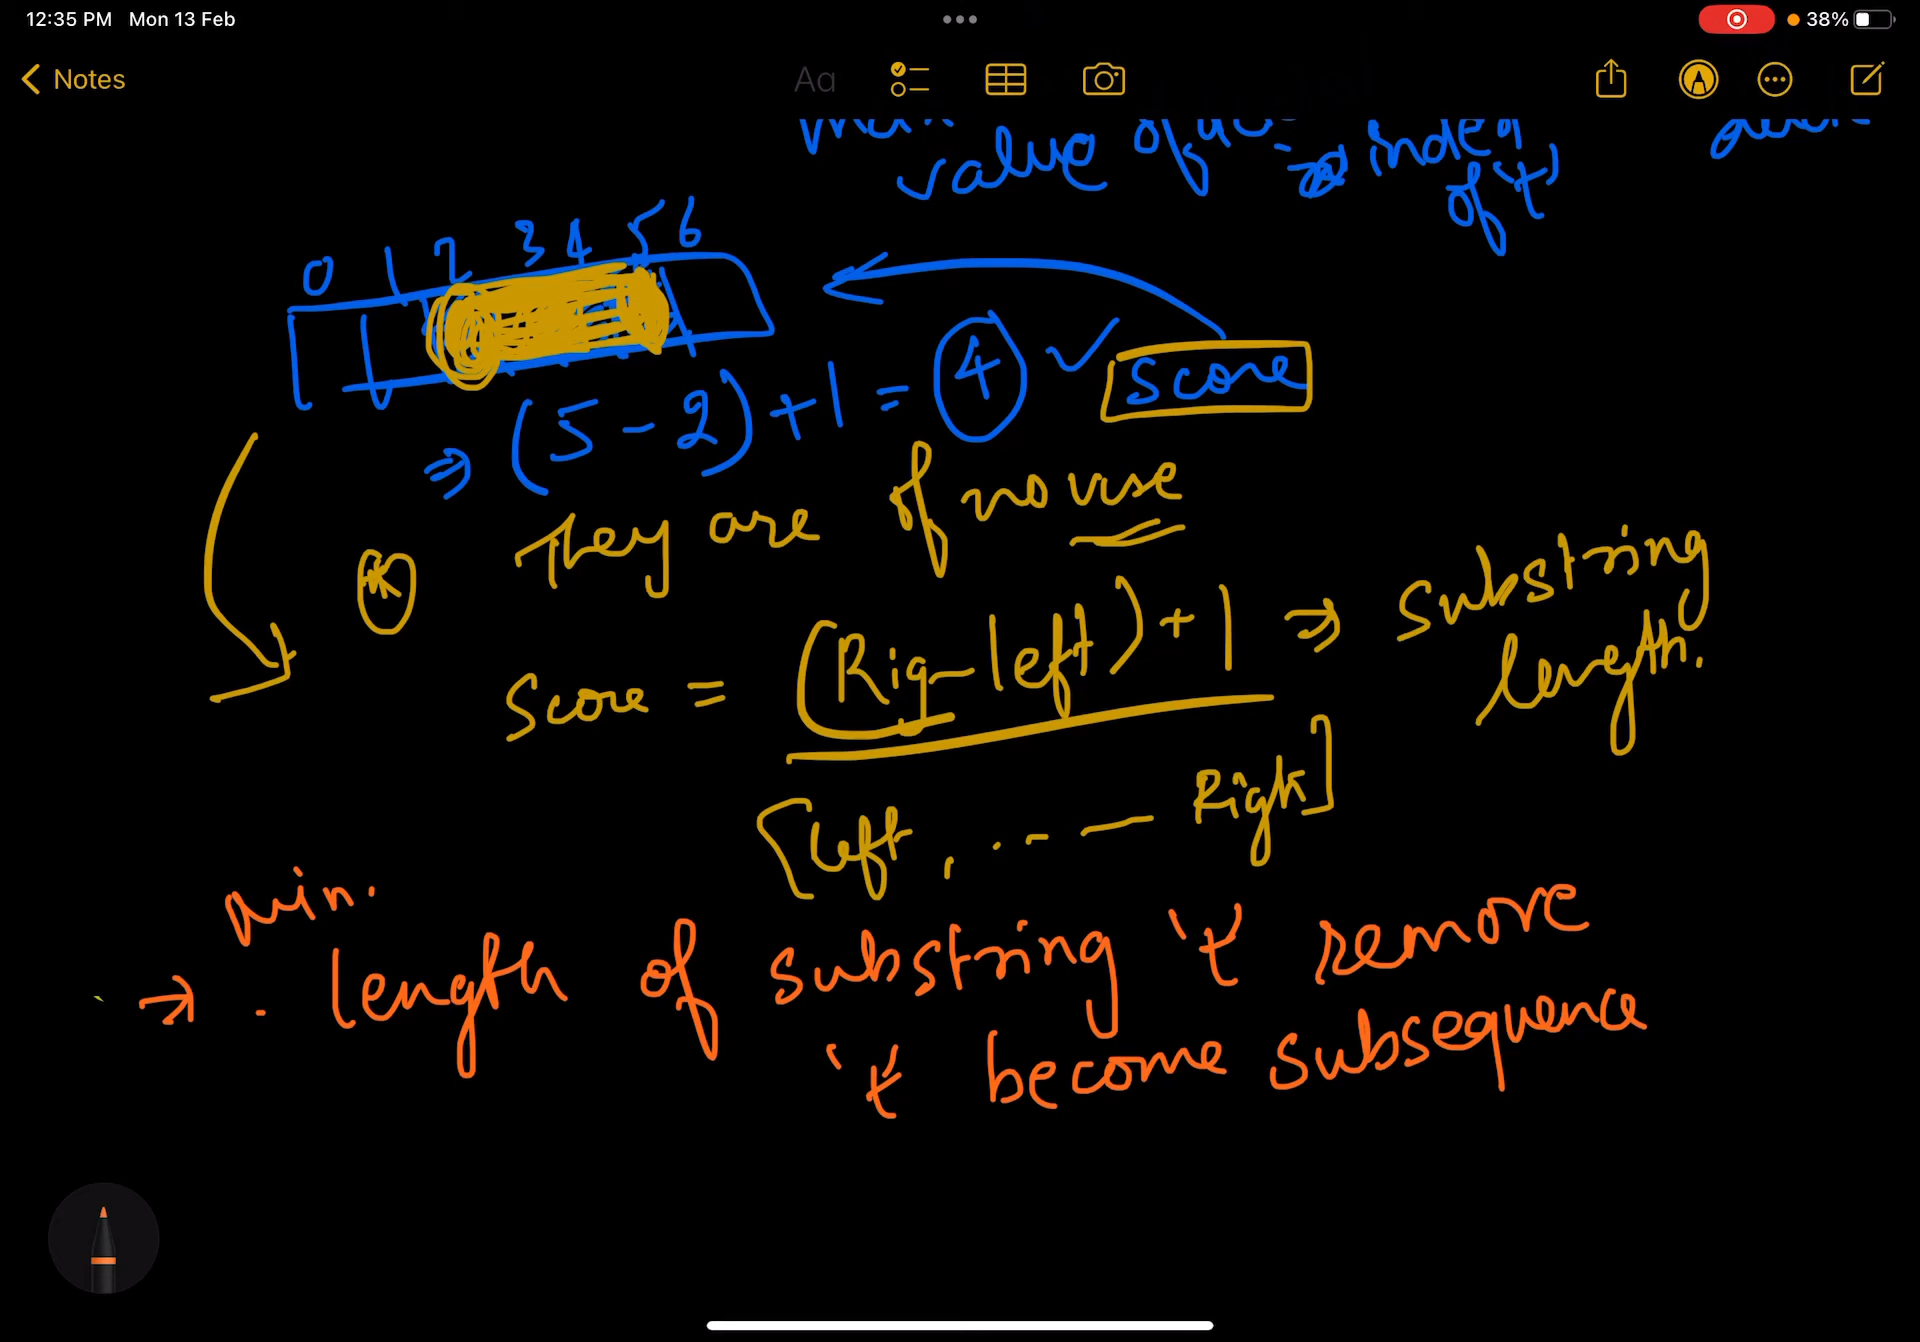 12:35 PM Mon 13 Feb
38%
Notes
Aa
value of index
of 't'
0 1 2 3 4 5 6
⇒ (5 - 2) + 1 = 4 ✓ Score
* They are of no use
Score = (Rig - left) + 1 ⇒ substring length.
[left, .. - — Righ]
min.
→ . length of substring 't' remove
't' become subsequence